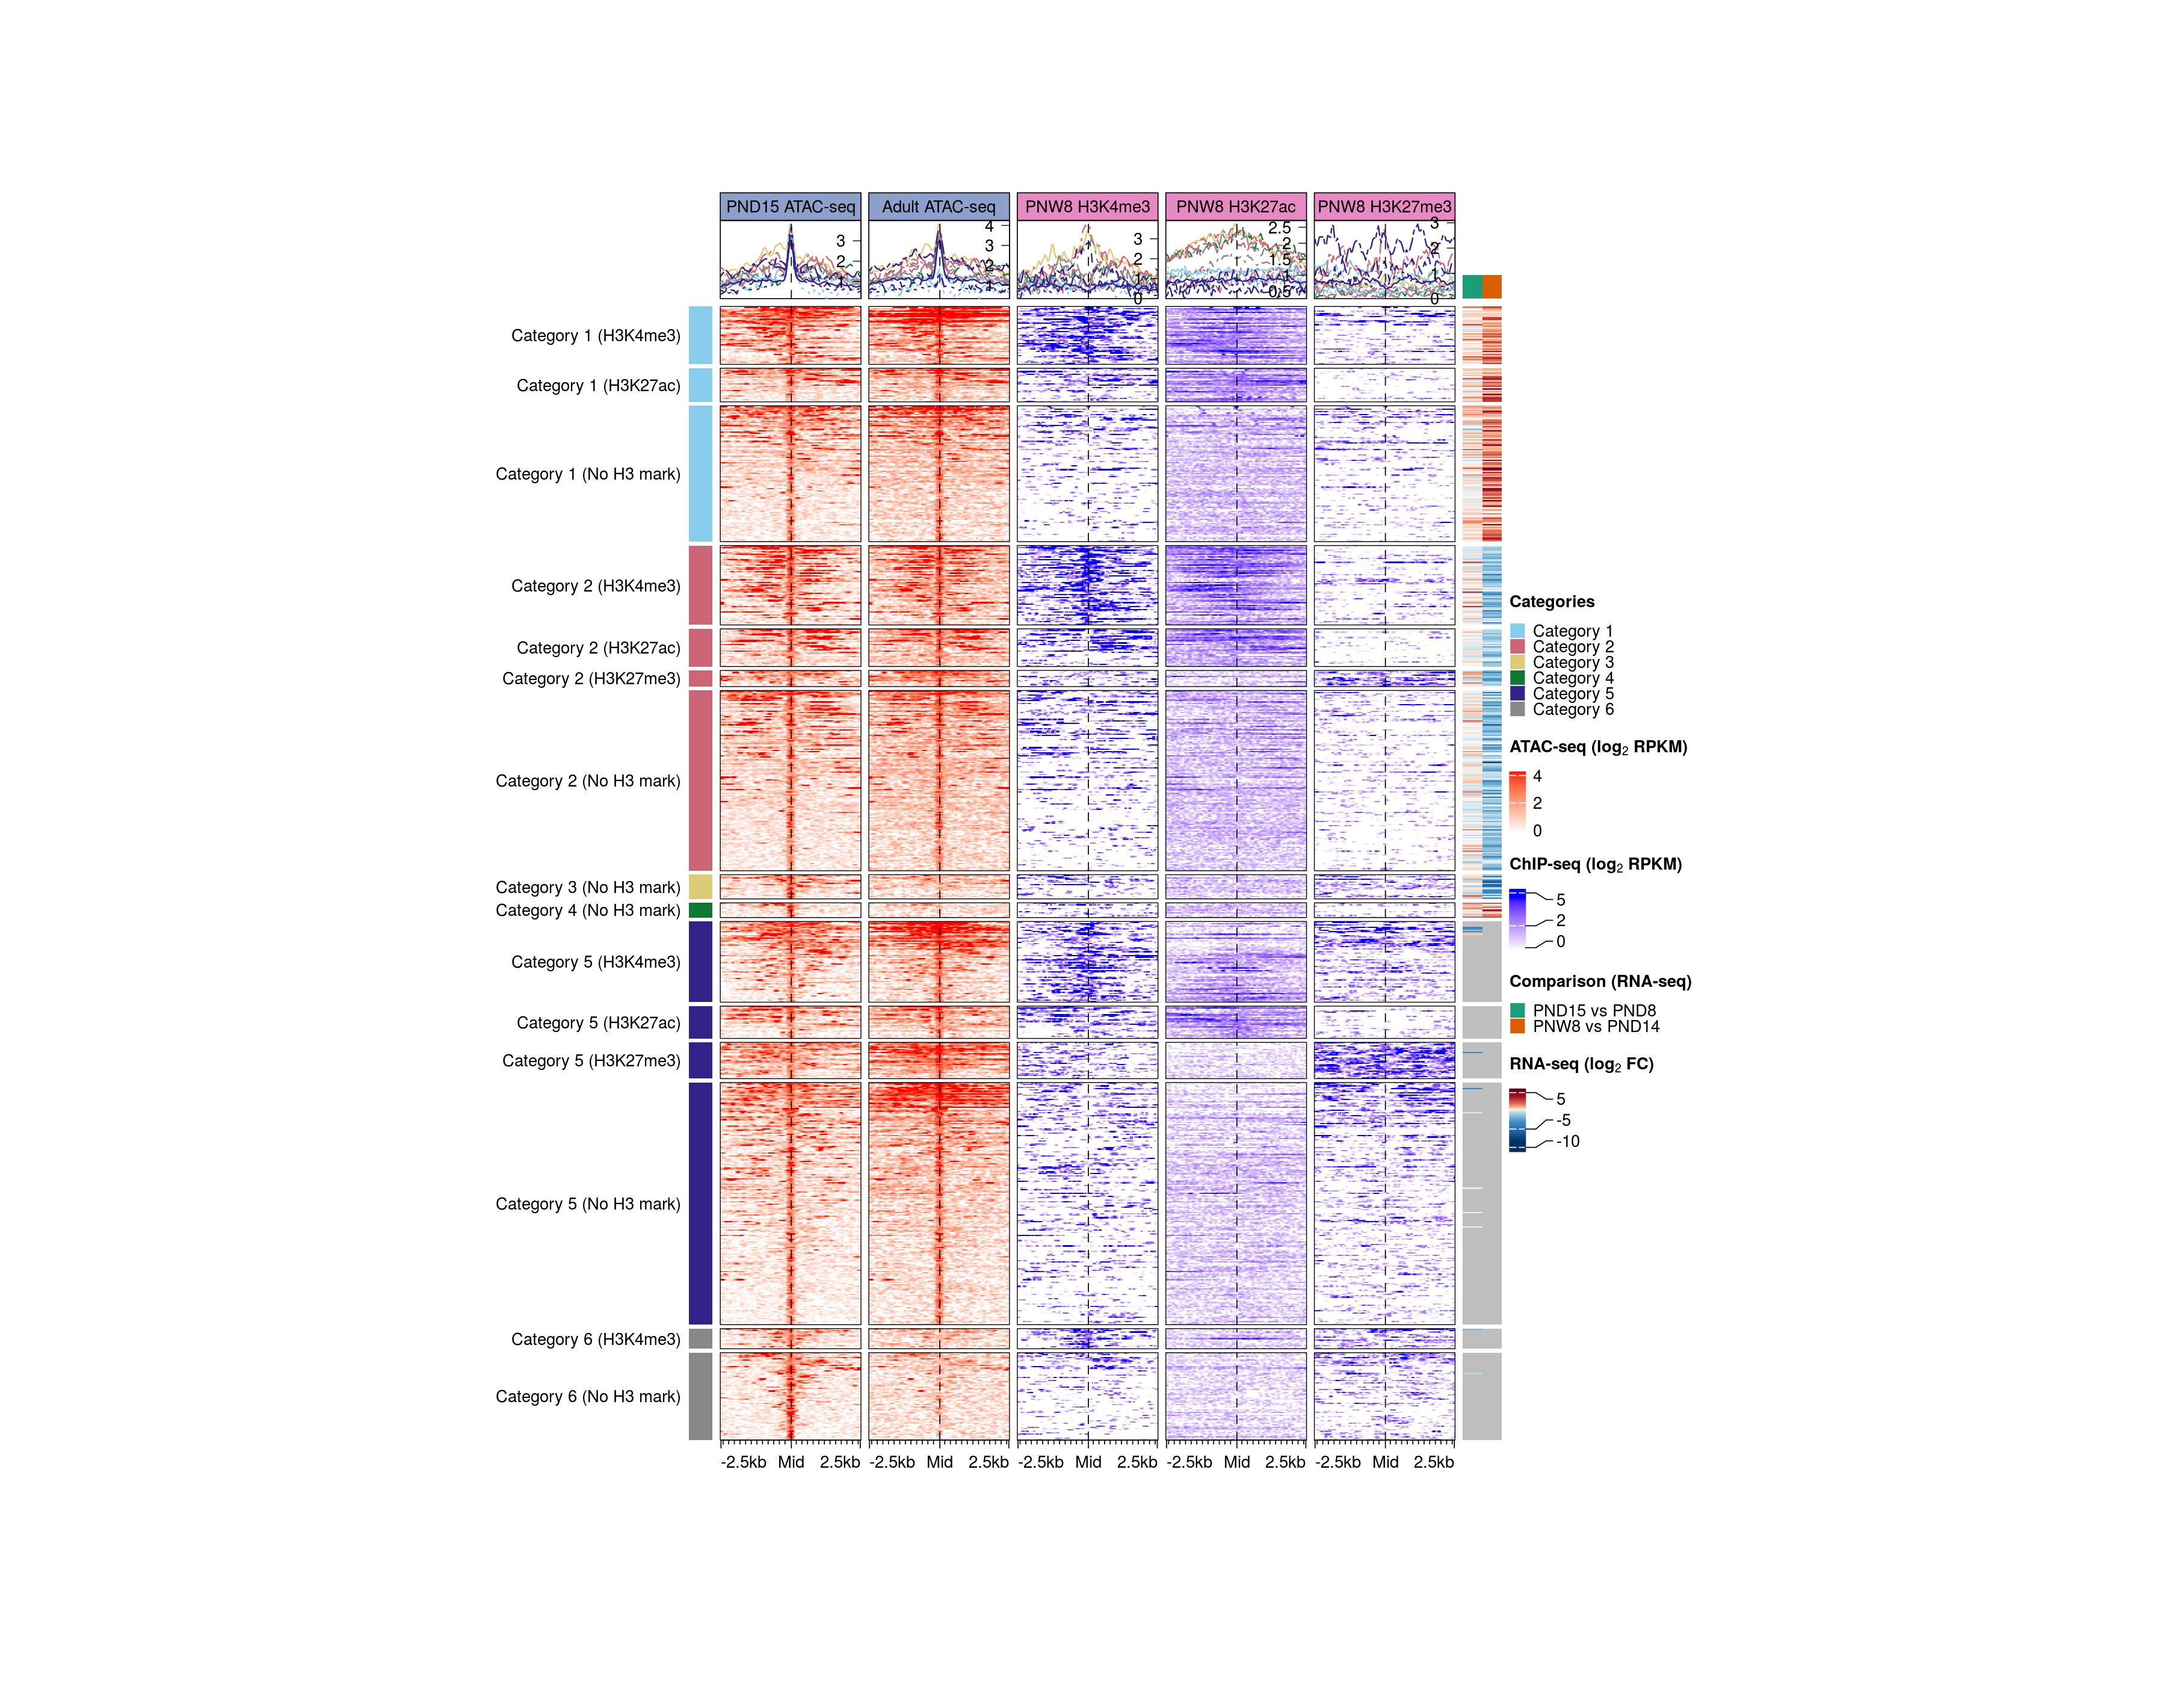 PND15 ATAC-seq
Adult ATAC-seq
PNW8 H3K4me3
PNW8 H3K27ac
PNW8 H3K27me3
3
2
1
4
3
2
1
3
2
1
0
2.5
2
1.5
1
0.5
3
2
1
0
Category 1 (H3K4me3)
Category 1 (H3K27ac)
Category 1 (No H3 mark)
Category 2 (H3K4me3)
Category 2 (H3K27ac)
Category 2 (H3K27me3)
Category 2 (No H3 mark)
Category 3 (No H3 mark)
Category 4 (No H3 mark)
Category 5 (H3K4me3)
Category 5 (H3K27ac)
Category 5 (H3K27me3)
Category 5 (No H3 mark)
Category 6 (H3K4me3)
Category 6 (No H3 mark)
-2.5kb Mid 2.5kb
-2.5kb Mid 2.5kb
-2.5kb Mid 2.5kb
-2.5kb Mid 2.5kb
-2.5kb Mid 2.5kb
Categories
Category 1
Category 2
Category 3
Category 4
Category 5
Category 6
ATAC-seq (log₂ RPKM)
4
2
0
ChIP-seq (log₂ RPKM)
5
2
0
Comparison (RNA-seq)
PND15 vs PND8
PNW8 vs PND14
RNA-seq (log₂ FC)
5
-5
-10